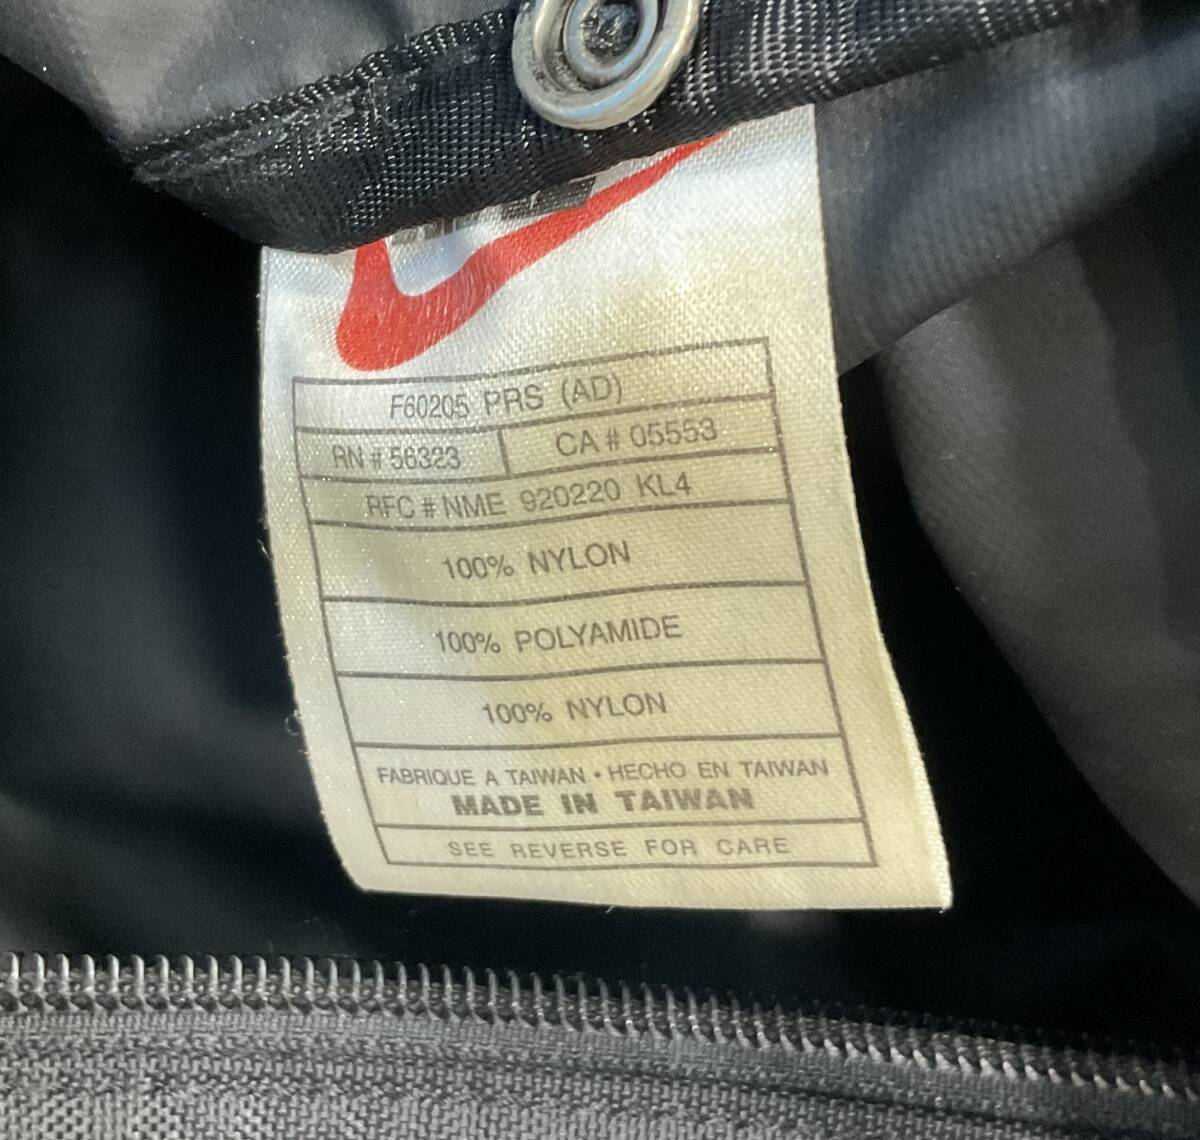 F60205 PRS (AD)
RN # 56323
CA # 05553
RFC # NME 920220 KL4
100% NYLON
100% POLYAMIDE
100% NYLON
FABRIQUE A TAIWAN • HECHO EN TAIWAN
MADE IN TAIWAN
SEE REVERSE FOR CARE